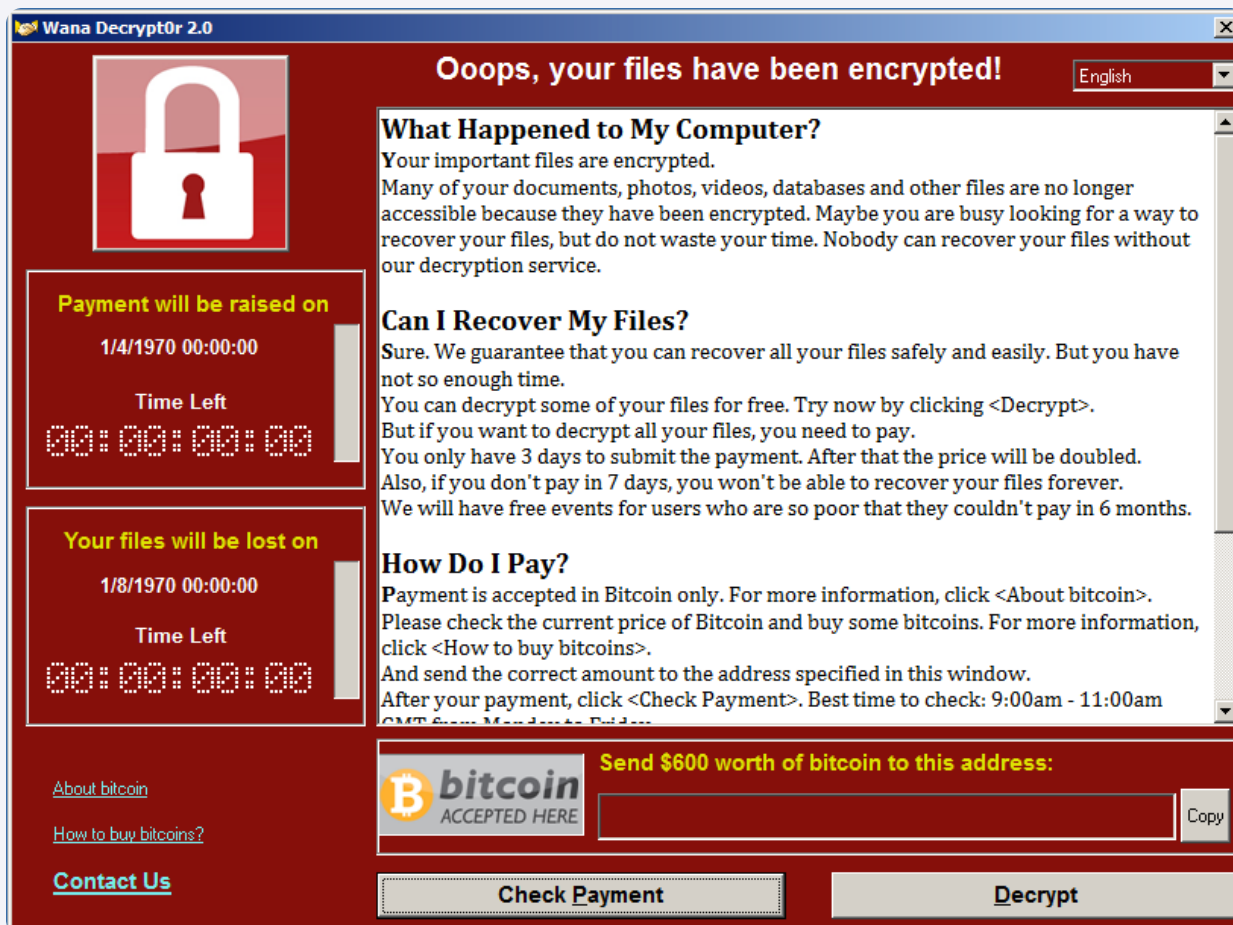 Wana Decrypt0r 2.0
Ooops, your files have been encrypted!
English
Payment will be raised on
1/4/1970 00:00:00
Time Left
00:00:00:00
Your files will be lost on
1/8/1970 00:00:00
Time Left
00:00:00:00
About bitcoin
How to buy bitcoins?
Contact Us
What Happened to My Computer?
Your important files are encrypted.
Many of your documents, photos, videos, databases and other files are no longer
accessible because they have been encrypted. Maybe you are busy looking for a way to
recover your files, but do not waste your time. Nobody can recover your files without
our decryption service.
Can I Recover My Files?
Sure. We guarantee that you can recover all your files safely and easily. But you have
not so enough time.
You can decrypt some of your files for free. Try now by clicking <Decrypt>.
But if you want to decrypt all your files, you need to pay.
You only have 3 days to submit the payment. After that the price will be doubled.
Also, if you don't pay in 7 days, you won't be able to recover your files forever.
We will have free events for users who are so poor that they couldn't pay in 6 months.
How Do I Pay?
Payment is accepted in Bitcoin only. For more information, click <About bitcoin>.
Please check the current price of Bitcoin and buy some bitcoins. For more information,
click <How to buy bitcoins>.
And send the correct amount to the address specified in this window.
After your payment, click <Check Payment>. Best time to check: 9:00am - 11:00am
GMT from Monday to Friday
bitcoin
ACCEPTED HERE
Send $600 worth of bitcoin to this address:
Copy
Check Payment
Decrypt